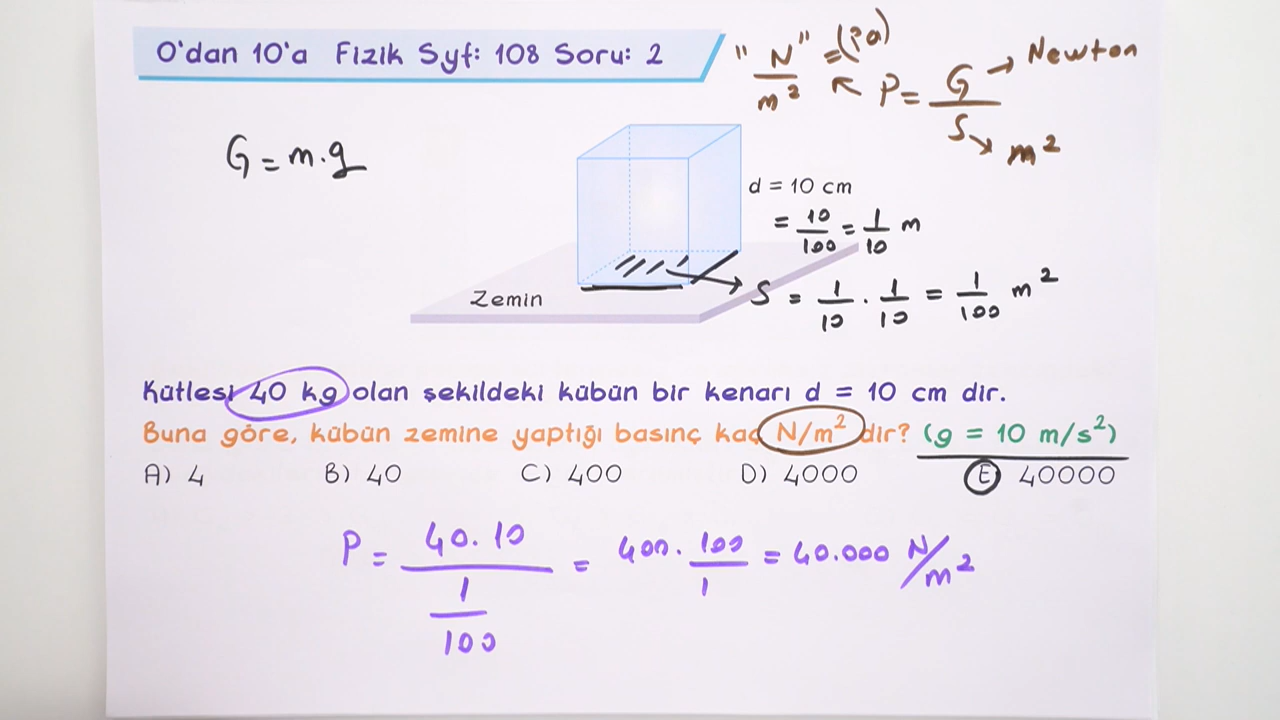 0'dan 10'a Fizik Syf: 108 Soru: 2
"N/m²" = (Pa)
P = G/S
G → Newton
S → m²
G = m.g
d = 10 cm
= 10/100 = 1/10 m
S = 1/10 . 1/10 = 1/100 m²
Zemin
Kütlesi 40 kg olan şekildeki kübün bir kenarı d = 10 cm dir.
Buna göre, kübün zemine yaptığı basınç kaç N/m² dir? (g = 10 m/s²)
A) 4 B) 40 C) 400 D) 4000 E) 40000
P = 40.10 / 1/100 = 400 . 100/1 = 40.000 N/m²